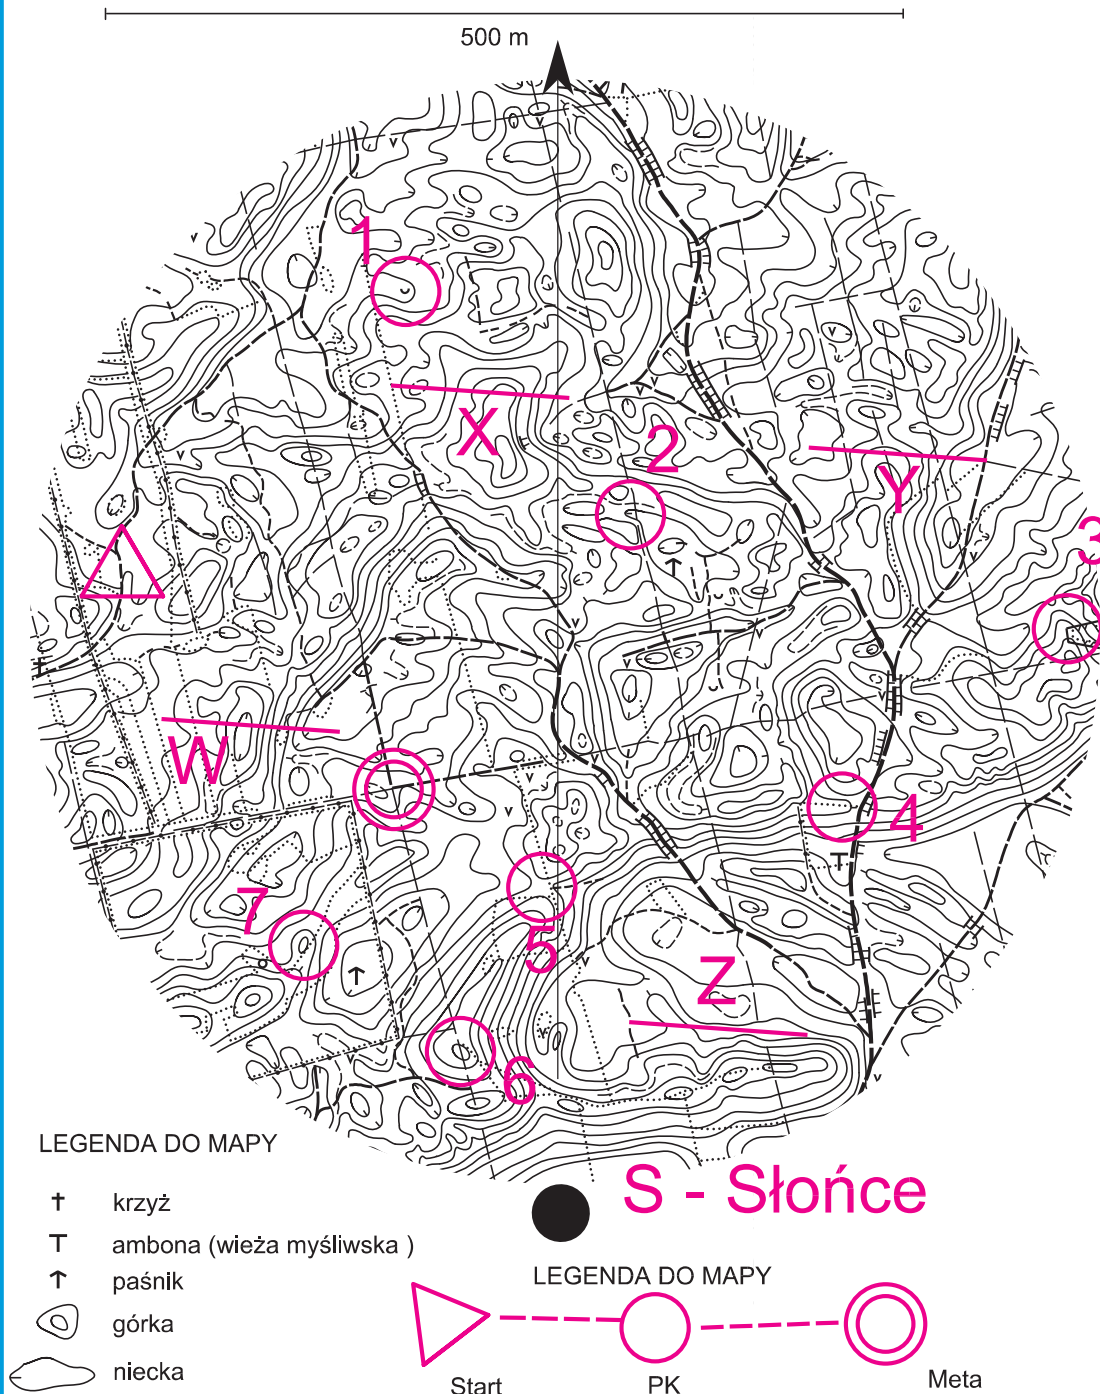 500 m
1
X
2
Y
3
W
4
7
5
Z
6
LEGENDA DO MAPY
S - Słońce
krzyż
ambona (wieża myśliwska )
paśnik
górka
niecka
LEGENDA DO MAPY
Start
PK
Meta